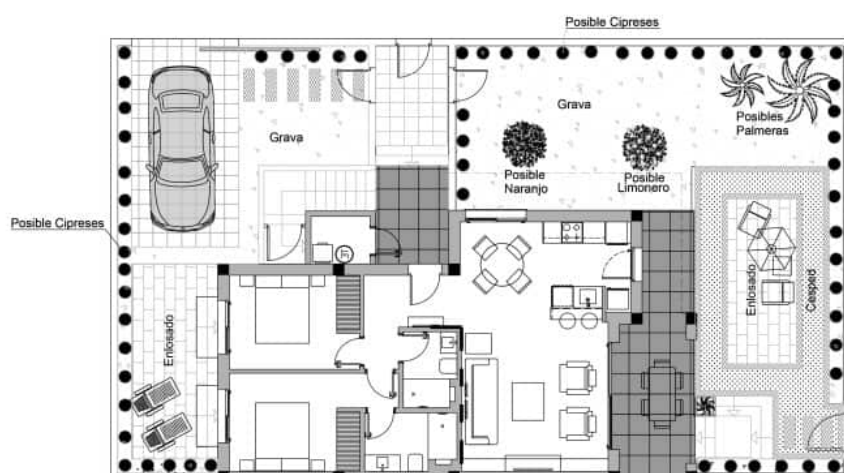 Posible Cipreses
Grava
Posibles
Palmeras
Grava
Posible
Naranjo
Posible
Limonero
Posible Cipreses
Enlosado
Enlosado
Cesped